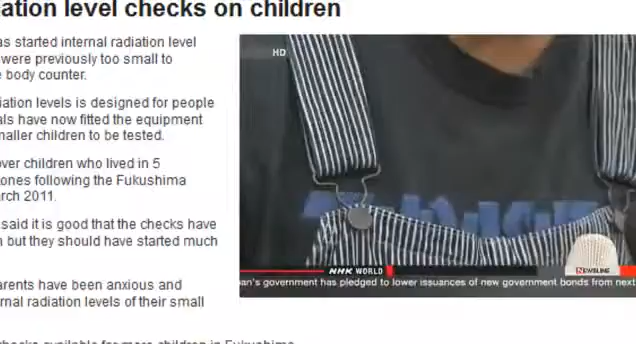 ation level checks on children
as started internal radiation level
were previously too small to
body counter.
iation levels is designed for people
als have now fitted the equipment
maller children to be tested.
over children who lived in 5
ones following the Fukushima
rch 2011.
said it is good that the checks have
but they should have started much
arents have been anxious and
rnal radiation levels of their small
HD
NHK WORLD
NEWSLINE
an's government has pledged to lower issuances of new government bonds from next